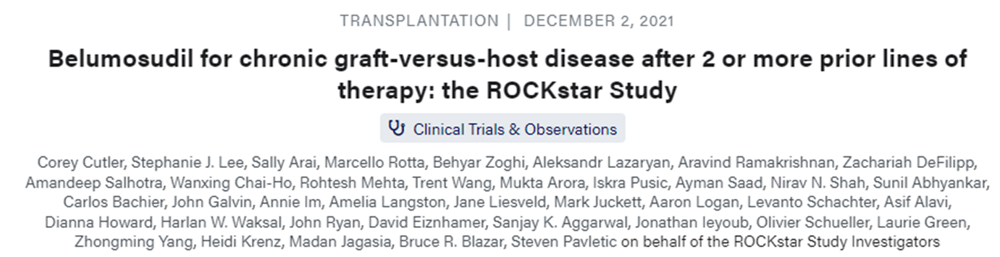 TRANSPLANTATION | DECEMBER 2, 2021
Belumosudil for chronic graft-versus-host disease after 2 or more prior lines of
therapy: the ROCKstar Study
Clinical Trials & Observations
Corey Cutler, Stephanie J. Lee, Sally Arai, Marcello Rotta, Behyar Zoghi, Aleksandr Lazaryan, Aravind Ramakrishnan, Zachariah DeFilipp,
Amandeep Salhotra, Wanxing Chai-Ho, Rohtesh Mehta, Trent Wang, Mukta Arora, Iskra Pusic, Ayman Saad, Nirav N. Shah, Sunil Abhyankar,
Carlos Bachier, John Galvin, Annie Im, Amelia Langston, Jane Liesveld, Mark Juckett, Aaron Logan, Levanto Schachter, Asif Alavi,
Dianna Howard, Harlan W. Waksal, John Ryan, David Eiznhamer, Sanjay K. Aggarwal, Jonathan Ieyoub, Olivier Schueller, Laurie Green,
Zhongming Yang, Heidi Krenz, Madan Jagasia, Bruce R. Blazar, Steven Pavletic on behalf of the ROCKstar Study Investigators